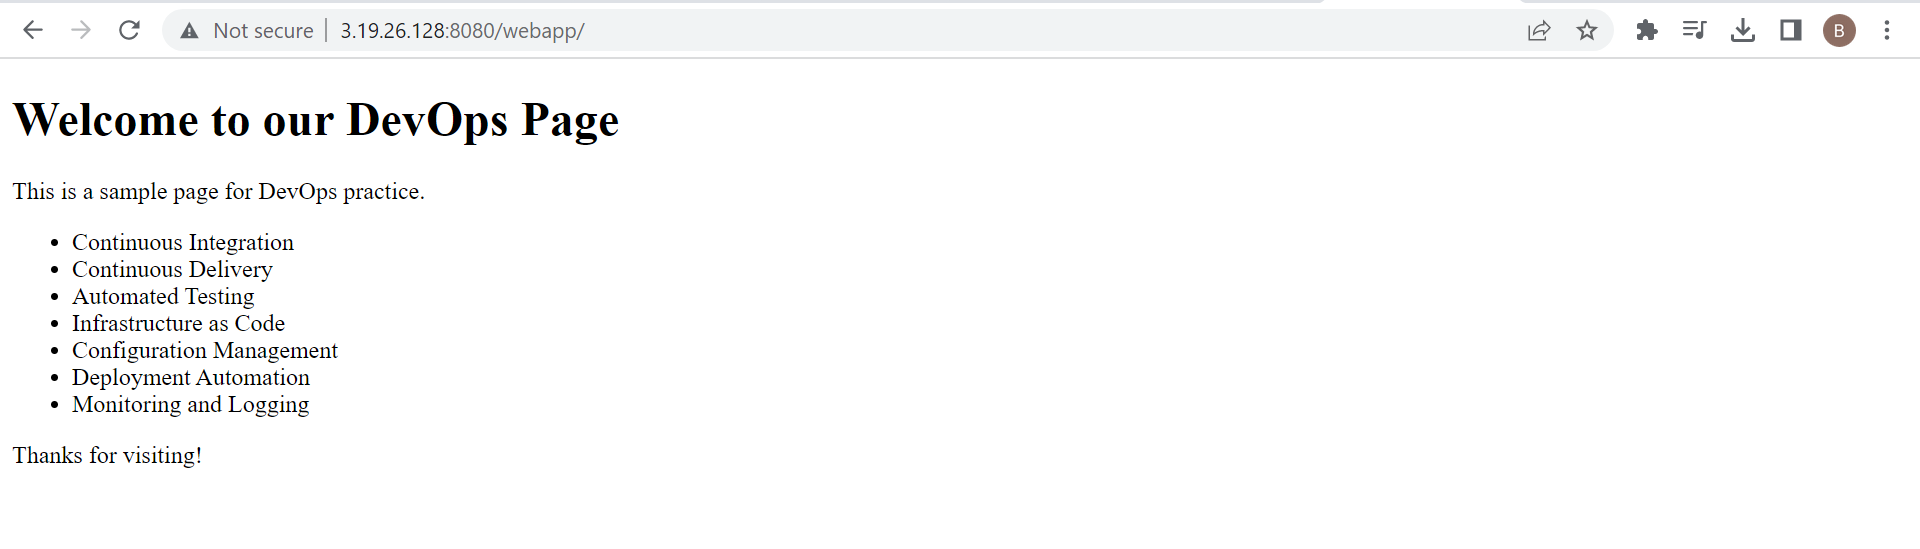 Not secure | 3.19.26.128:8080/webapp/
B
Welcome to our DevOps Page
This is a sample page for DevOps practice.
• Continuous Integration
• Continuous Delivery
• Automated Testing
• Infrastructure as Code
• Configuration Management
• Deployment Automation
• Monitoring and Logging
Thanks for visiting!